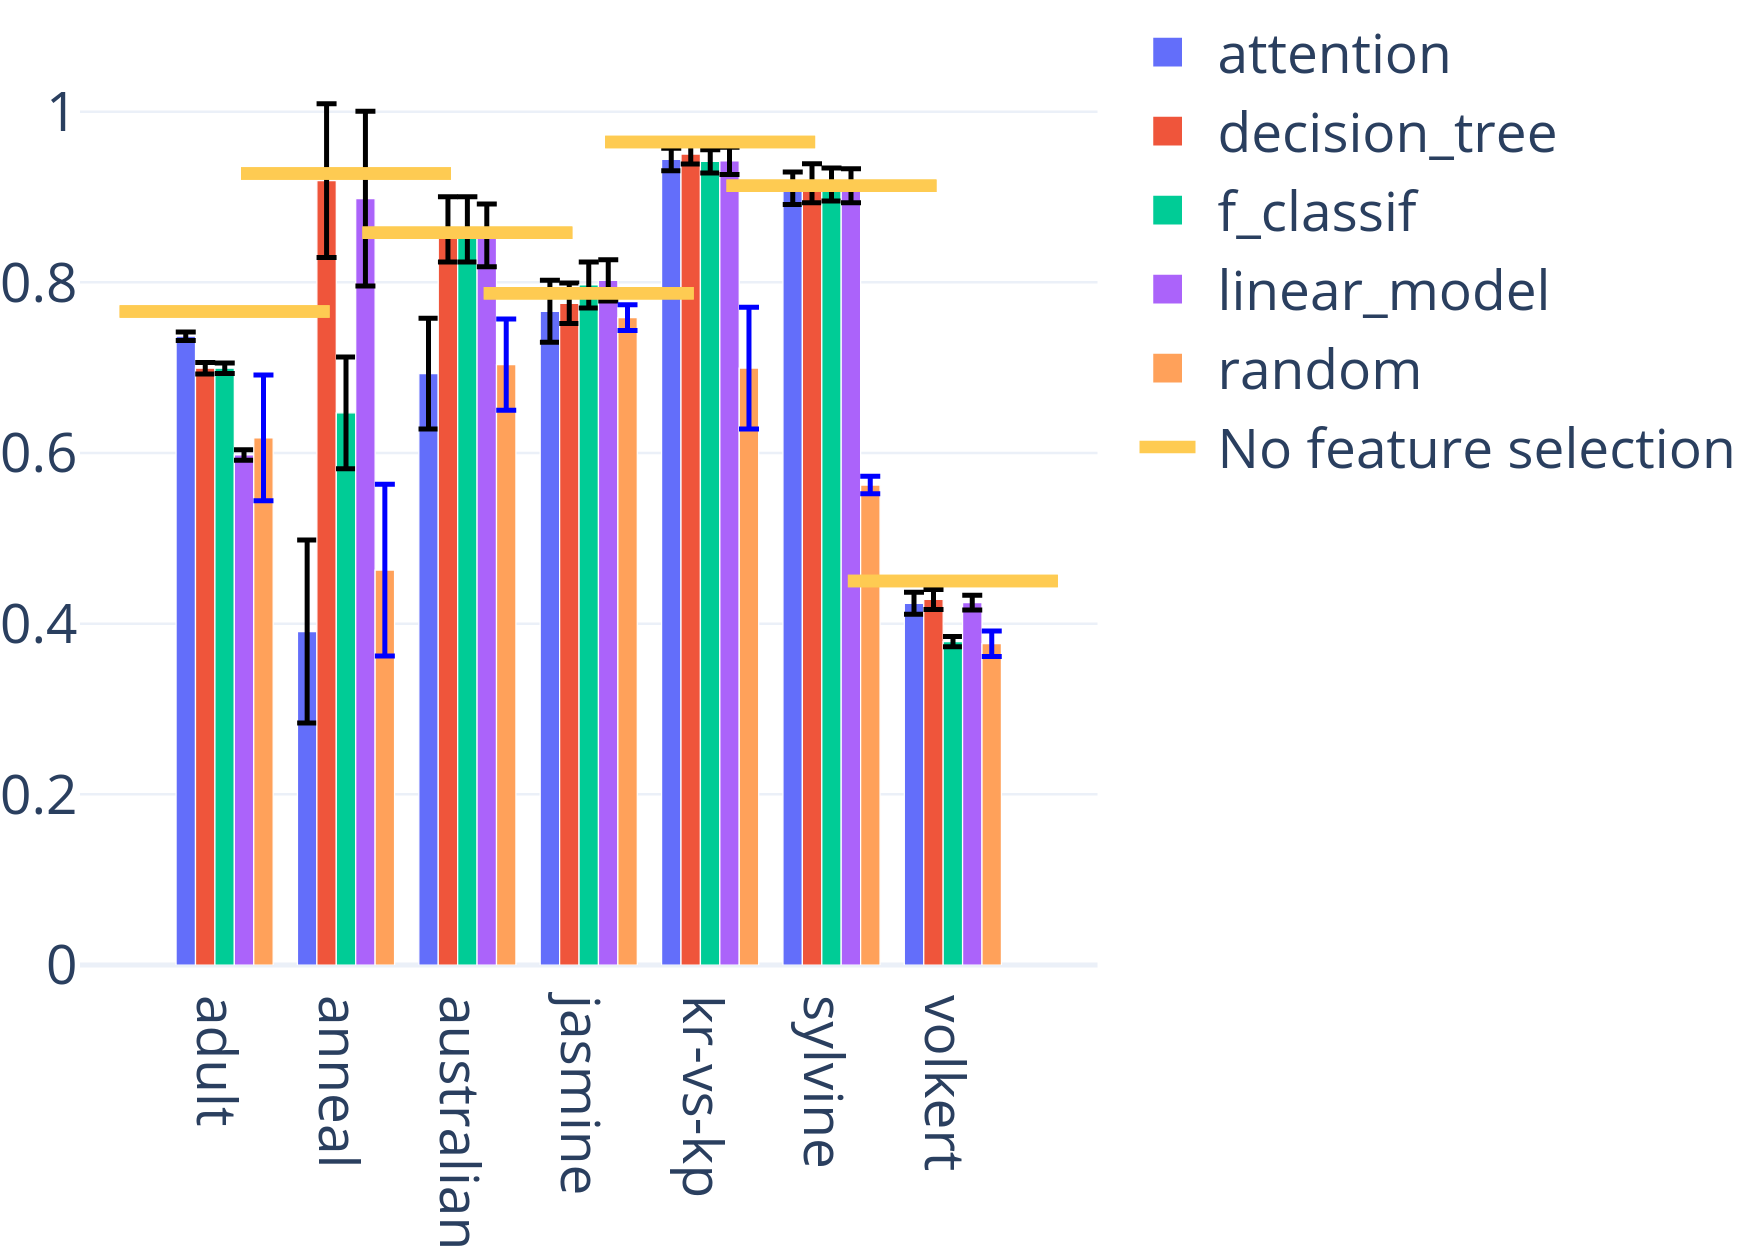 attention
decision_tree
f_classif
linear_model
random
No feature selection
1
0.8
0.6
0.4
0.2
0
adult
anneal
australian
jasmine
kr-vs-kp
sylvine
volkert